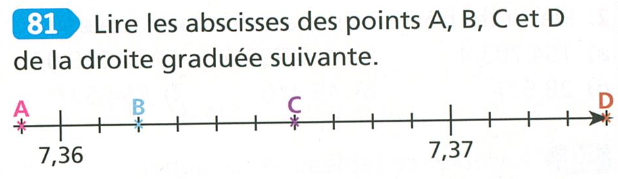 81 Lire les abscisses des points A, B, C et D
de la droite graduée suivante.
A B C D
7,36 7,37